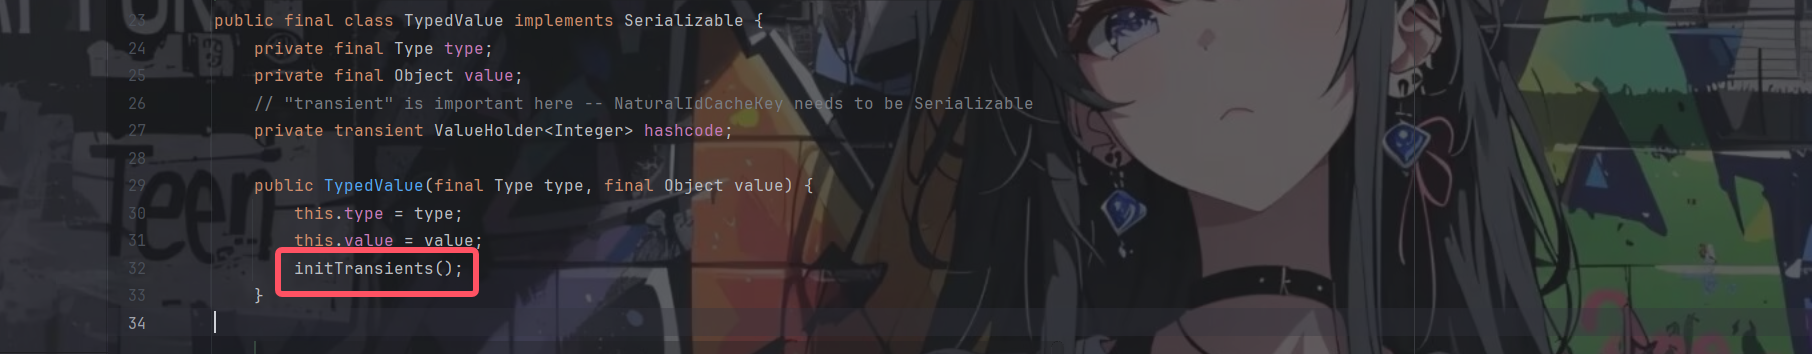 23 public final class TypedValue implements Serializable {
24 private final Type type;
25 private final Object value;
26 // "transient" is important here -- NaturalIdCacheKey needs to be Serializable
27 private transient ValueHolder<Integer> hashcode;
28
29 public TypedValue(final Type type, final Object value) {
30 this.type = type;
31 this.value = value;
32 initTransients();
33 }
34
Teen